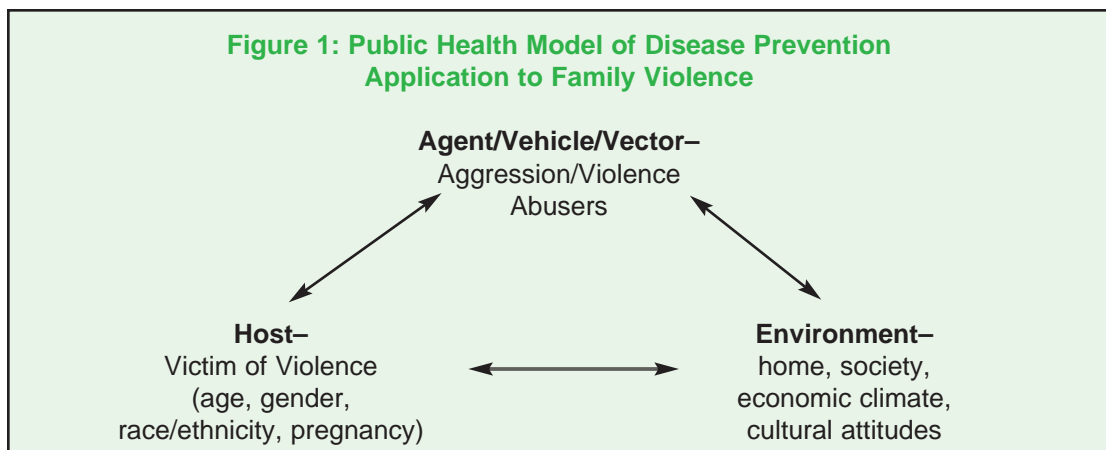 Figure 1: Public Health Model of Disease Prevention
Application to Family Violence
Agent/Vehicle/Vector–
Aggression/Violence
Abusers
Host–
Victim of Violence
(age, gender,
race/ethnicity, pregnancy)
Environment–
home, society,
economic climate,
cultural attitudes